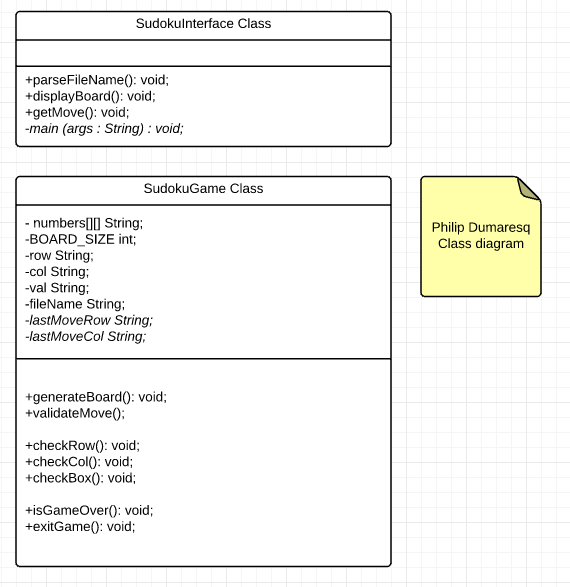 SudokuInterface Class
+parseFileName(): void;
+displayBoard(): void;
+getMove(): void;
-main (args : String) : void;
SudokuGame Class
- numbers[][] String;
-BOARD_SIZE int;
-row String;
-col String;
-val String;
-fileName String;
-lastMoveRow String;
-lastMoveCol String;
+generateBoard(): void;
+validateMove();
+checkRow(): void;
+checkCol(): void;
+checkBox(): void;
+isGameOver(): void;
+exitGame(): void;
Philip Dumaresq
Class diagram